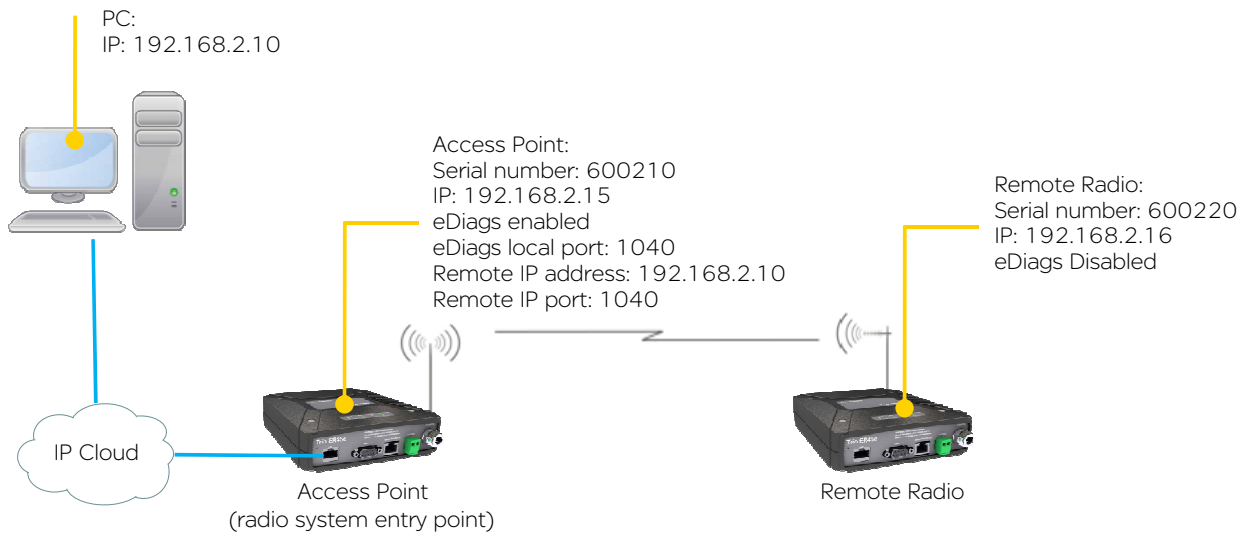 PC:
IP: 192.168.2.10
Access Point:
Serial number: 600210
IP: 192.168.2.15
eDiags enabled
eDiags local port: 1040
Remote IP address: 192.168.2.10
Remote IP port: 1040
Remote Radio:
Serial number: 600220
IP: 192.168.2.16
eDiags Disabled
IP Cloud
Access Point
(radio system entry point)
Remote Radio